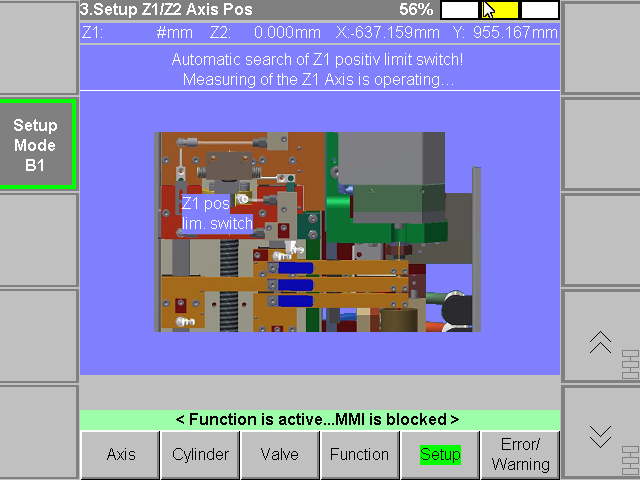 3.Setup Z1/Z2 Axis Pos 56%
Z1: #mm Z2: 0.000mm X:-637.159mm Y: 955.167mm
Automatic search of Z1 positiv limit switch!
Measuring of the Z1 Axis is operating...
Setup
Mode
B1
Z1 pos
lim. switch
< Function is active...MMI is blocked >
Axis Cylinder Valve Function Setup Error/
Warning